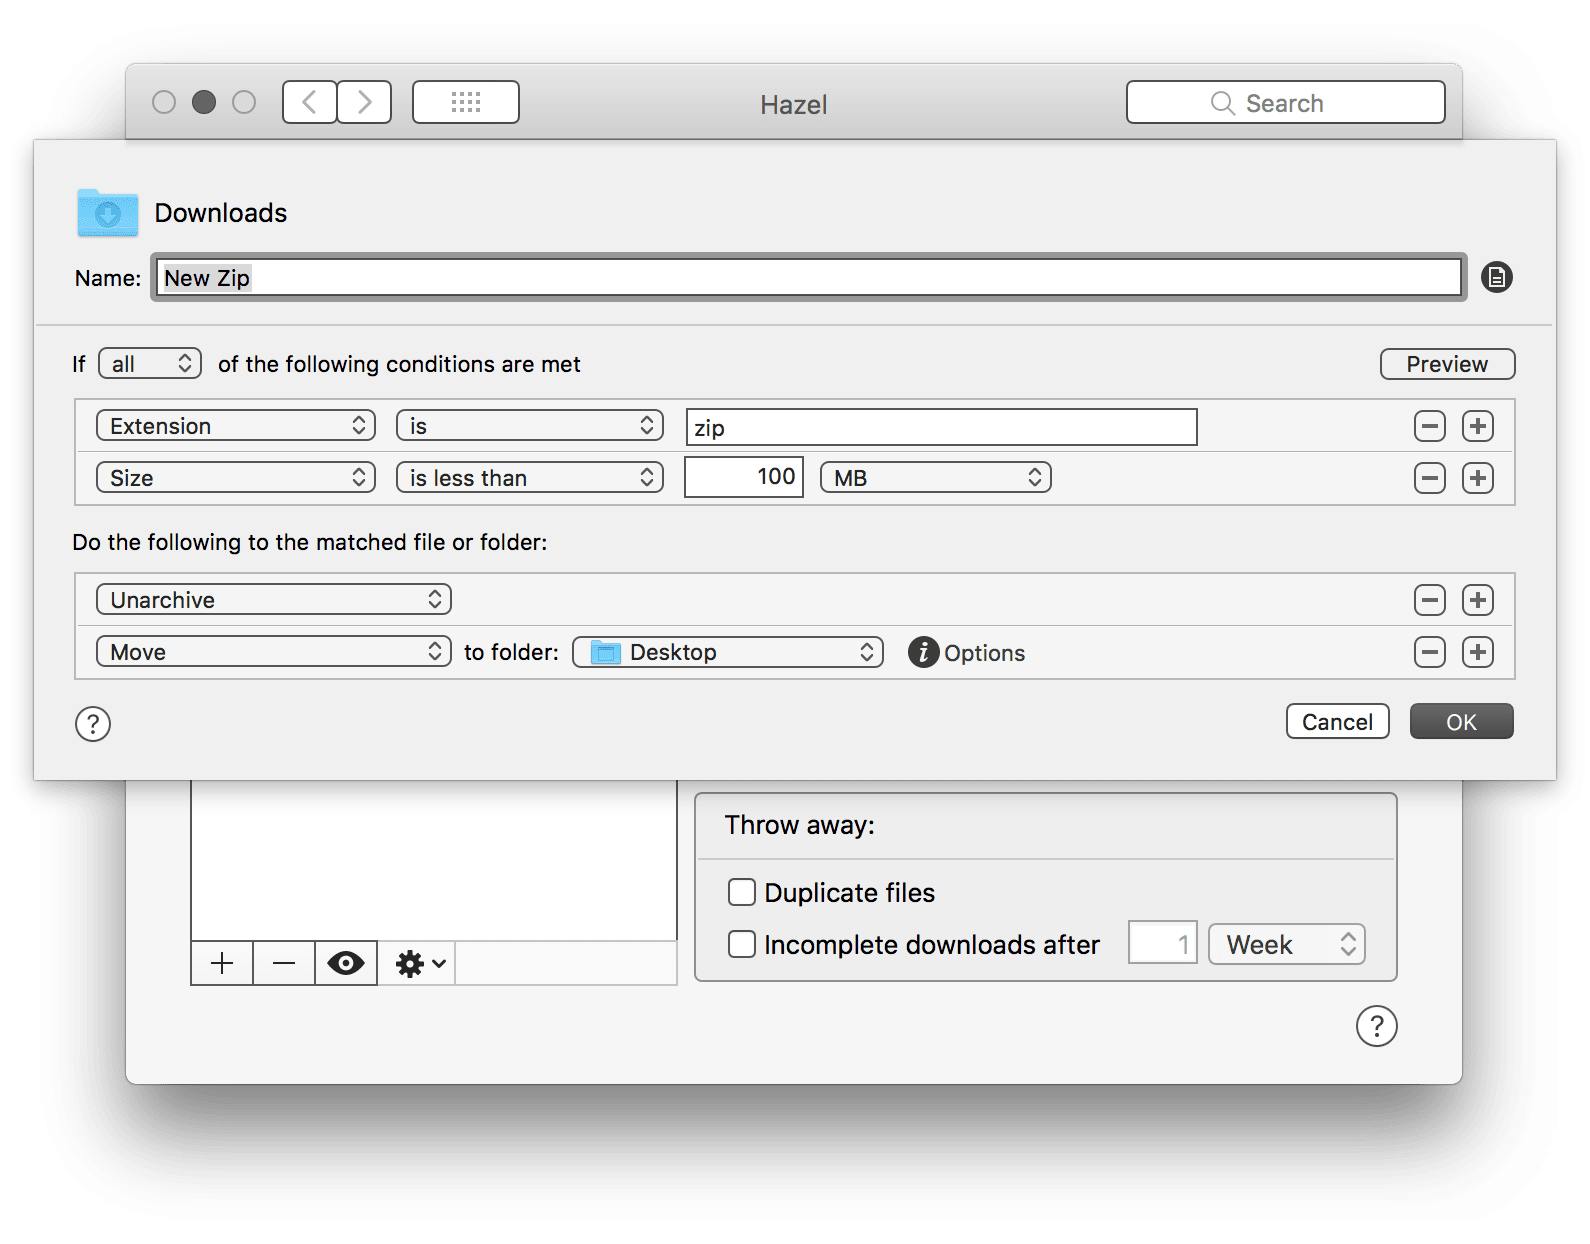 Hazel
Search
Downloads
Name: New Zip
If all of the following conditions are met Preview
Extension is zip
Size is less than 100 MB
Do the following to the matched file or folder:
Unarchive
Move to folder: Desktop i Options
? Cancel OK
Throw away:
Duplicate files
Incomplete downloads after 1 Week
?